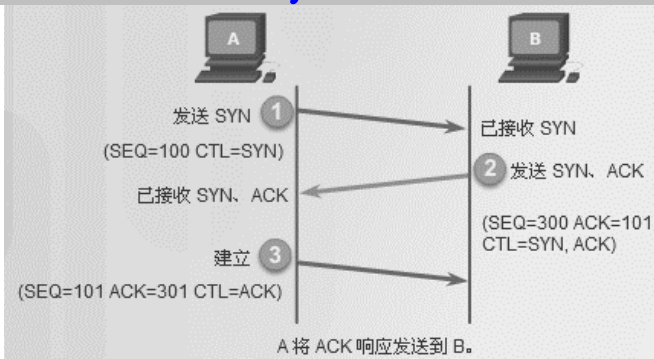 A
B
发送 SYN 1
(SEQ=100 CTL=SYN)
已接收 SYN
2 发送 SYN、ACK
已接收 SYN、ACK
(SEQ=300 ACK=101
CTL=SYN, ACK)
建立 3
(SEQ=101 ACK=301 CTL=ACK)
A 将 ACK 响应发送到 B。